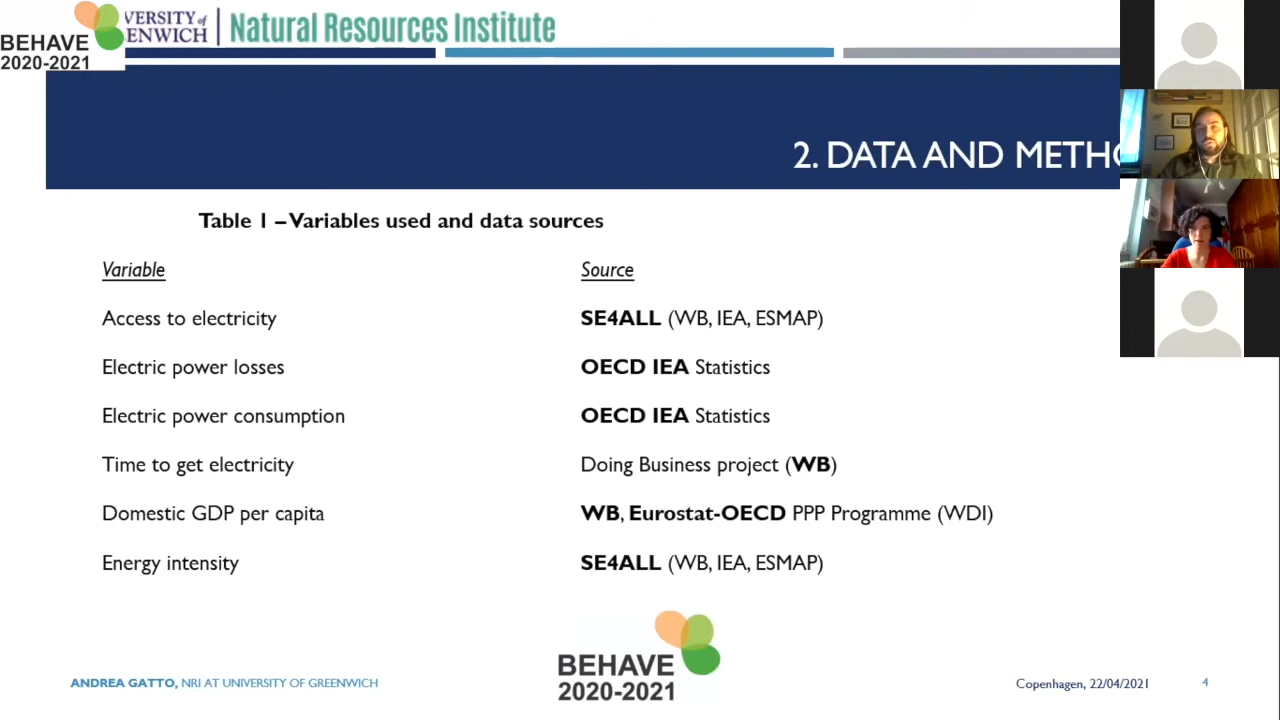 VERSITY of
ENWICH
Natural Resources Institute
BEHAVE
2020-2021
2. DATA AND METHO
Table 1 – Variables used and data sources
Variable Source
Access to electricity SE4ALL (WB, IEA, ESMAP)
Electric power losses OECD IEA Statistics
Electric power consumption OECD IEA Statistics
Time to get electricity Doing Business project (WB)
Domestic GDP per capita WB, Eurostat-OECD PPP Programme (WDI)
Energy intensity SE4ALL (WB, IEA, ESMAP)
BEHAVE
2020-2021
ANDREA GATTO, NRI AT UNIVERSITY OF GREENWICH Copenhagen, 22/04/2021 4